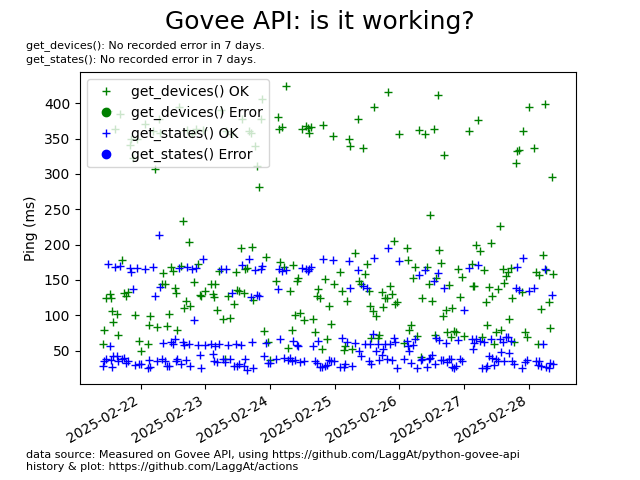 Govee API: is it working?
get_devices(): No recorded error in 7 days.
get_states(): No recorded error in 7 days.
get_devices() OK
get_devices() Error
get_states() OK
get_states() Error
Ping (ms)
400
350
300
250
200
150
100
50
2025-02-22
2025-02-23
2025-02-24
2025-02-25
2025-02-26
2025-02-27
2025-02-28
data source: Measured on Govee API, using https://github.com/LaggAt/python-govee-api
history & plot: https://github.com/LaggAt/actions